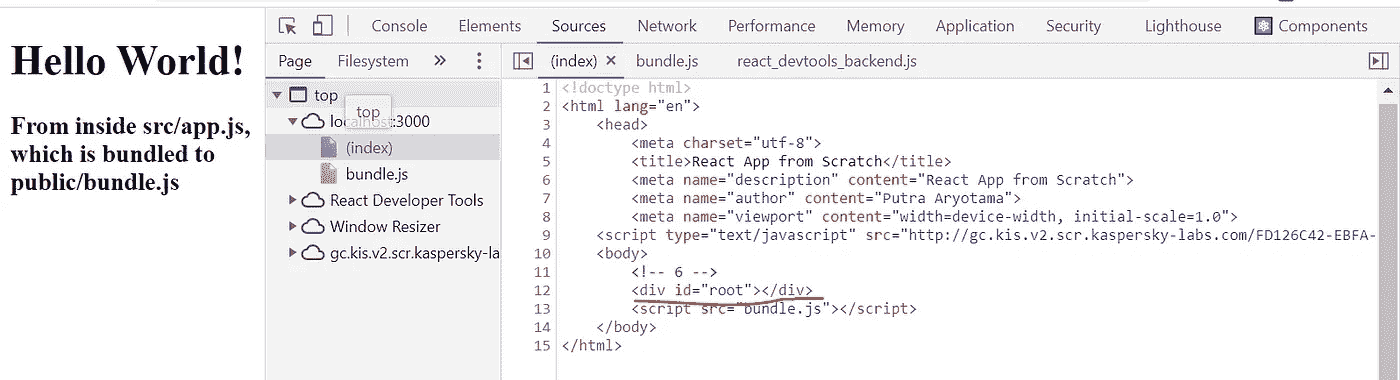 Hello World!
From inside src/app.js,
which is bundled to
public/bundle.js
Console Elements Sources Network Performance Memory Application Security Lighthouse Components
Page Filesystem »
top
top
localhost:3000
(index)
bundle.js
React Developer Tools
Window Resizer
gc.kis.v2.scr.kaspersky-la
(index) × bundle.js react_devtools_backend.js
1 <!doctype html>
2 <html lang="en">
3 <head>
4 <meta charset="utf-8">
5 <title>React App from Scratch</title>
6 <meta name="description" content="React App from Scratch">
7 <meta name="author" content="Putra Aryotama">
8 <meta name="viewport" content="width=device-width, initial-scale=1.0">
9 <script type="text/javascript" src="http://gc.kis.v2.scr.kaspersky-labs.com/FD126C42-EBFA-
10 <body>
11 <!-- 6 -->
12 <div id="root"></div>
13 <script src="bundle.js"></script>
14 </body>
15 </html>